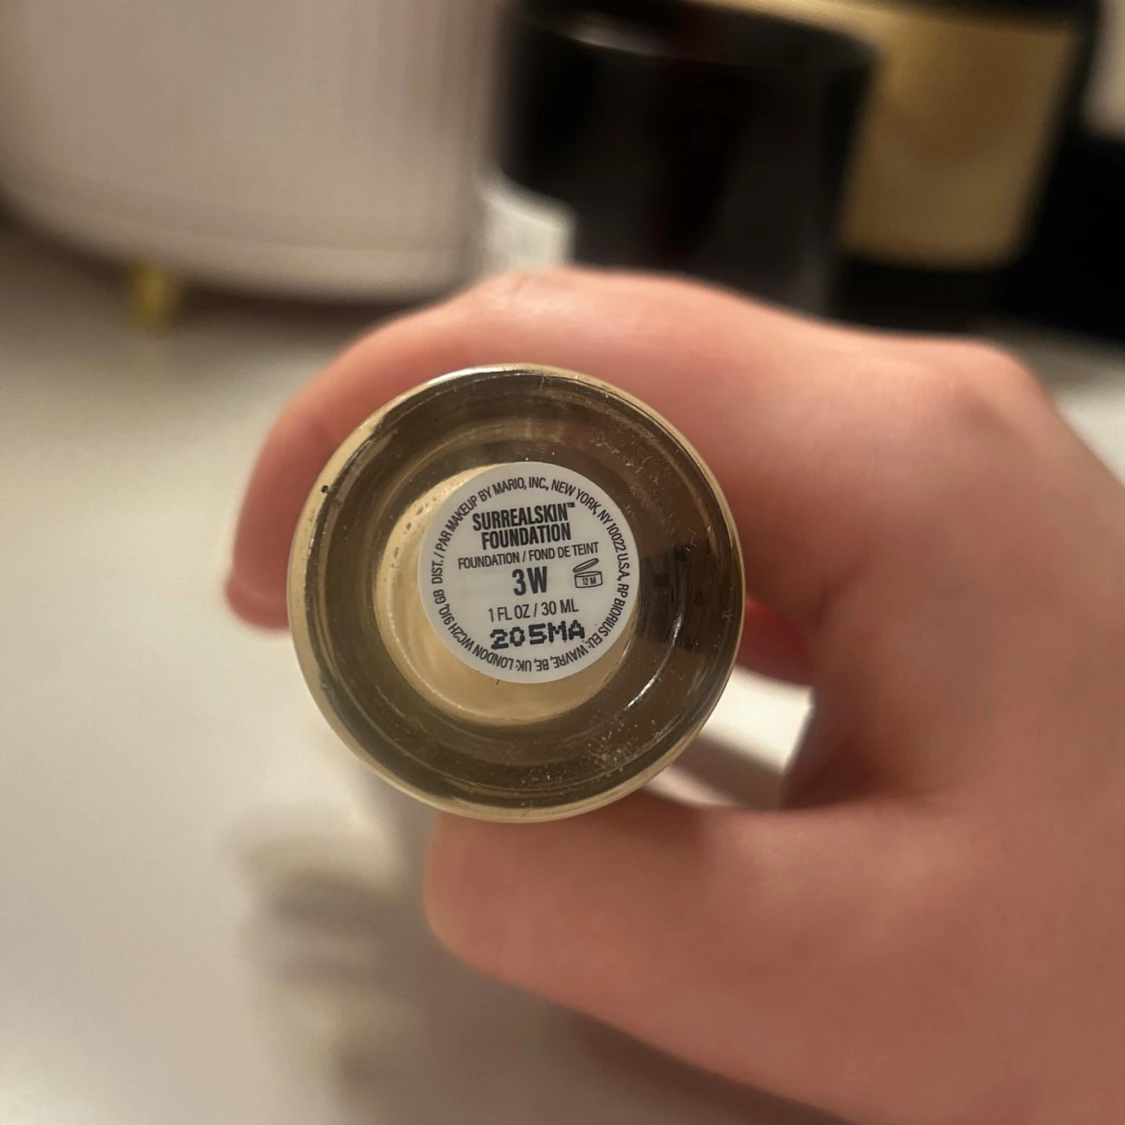 DIST. / PAR MAKEUP BY MARIO, INC., NEW YORK, NY 10022 U.S.A. RP BIORIUS EU: WAVRE, BE, UK: LONDON WC2H 9JQ, GB
SURREALSKIN™
FOUNDATION
FOUNDATION / FOND DE TEINT
3W
12 M
1 FL OZ / 30 ML
205MA